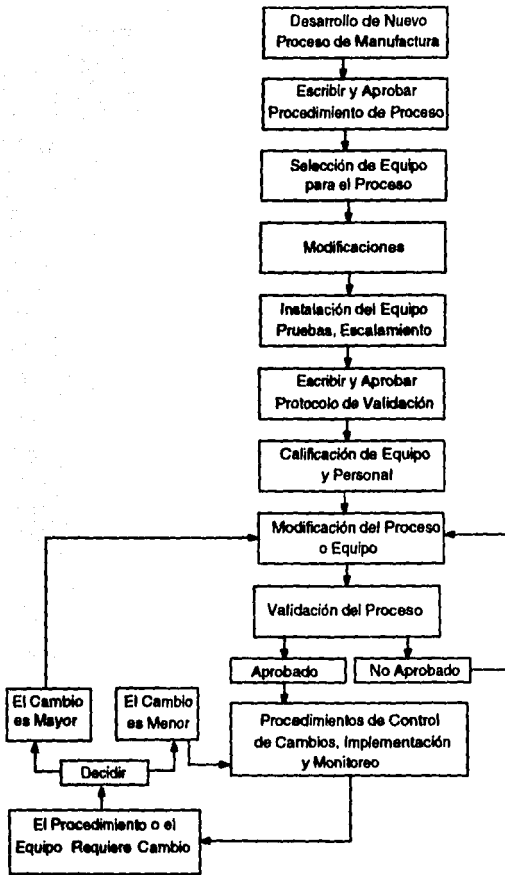 Desarrollo de Nuevo
Proceso de Manufactura
Escribir y Aprobar
Procedimiento de Proceso
Selección de Equipo
para el Proceso
Modificaciones
Instalación del Equipo
Pruebas, Escalamiento
Escribir y Aprobar
Protocolo de Validación
Calificación de Equipo
y Personal
Modificación del Proceso
o Equipo
Validación del Proceso
Aprobado
No Aprobado
El Cambio
es Mayor
El Cambio
es Menor
Procedimientos de Control
de Cambios, Implementación
y Monitoreo
Decidir
El Procedimiento o el
Equipo Requiere Cambio